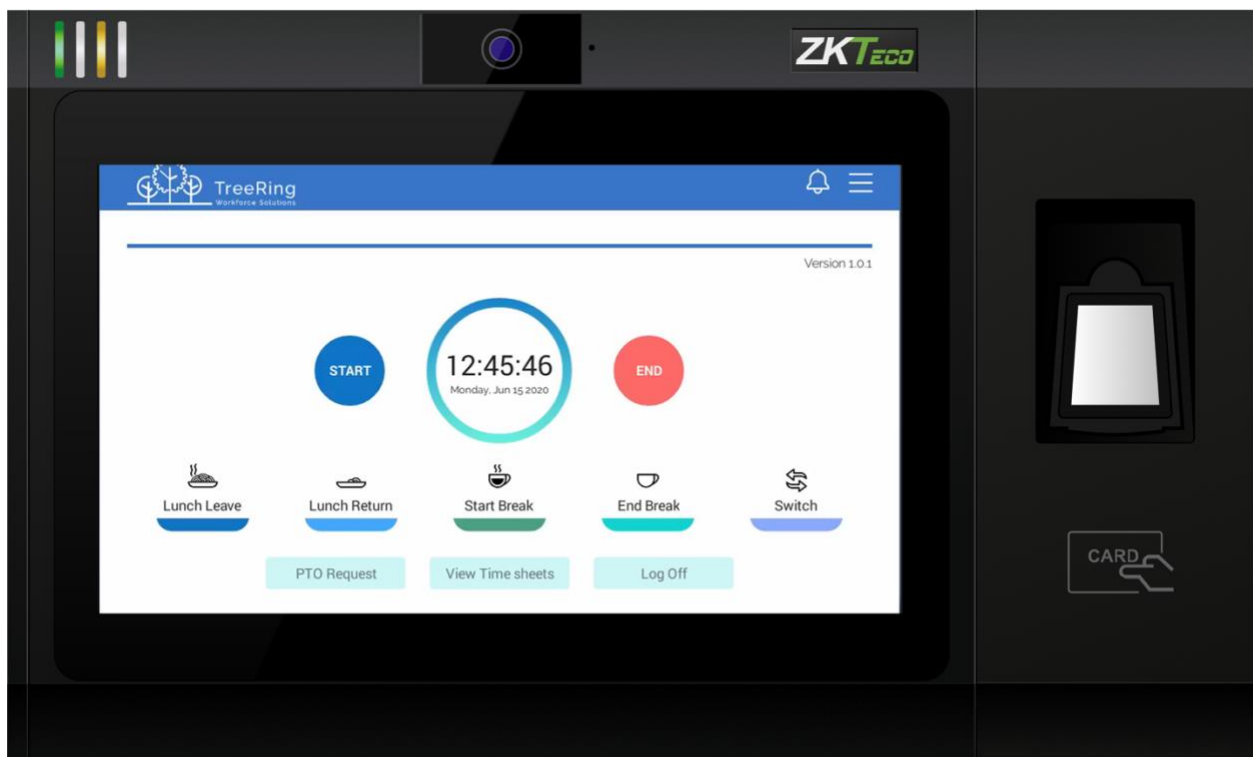 ZKTECO
TreeRing
Workforce Solutions
Version 1.0.1
START
12:45:46
Monday, Jun 15 2020
END
Lunch Leave
Lunch Return
Start Break
End Break
Switch
PTO Request
View Time sheets
Log Off
CARD